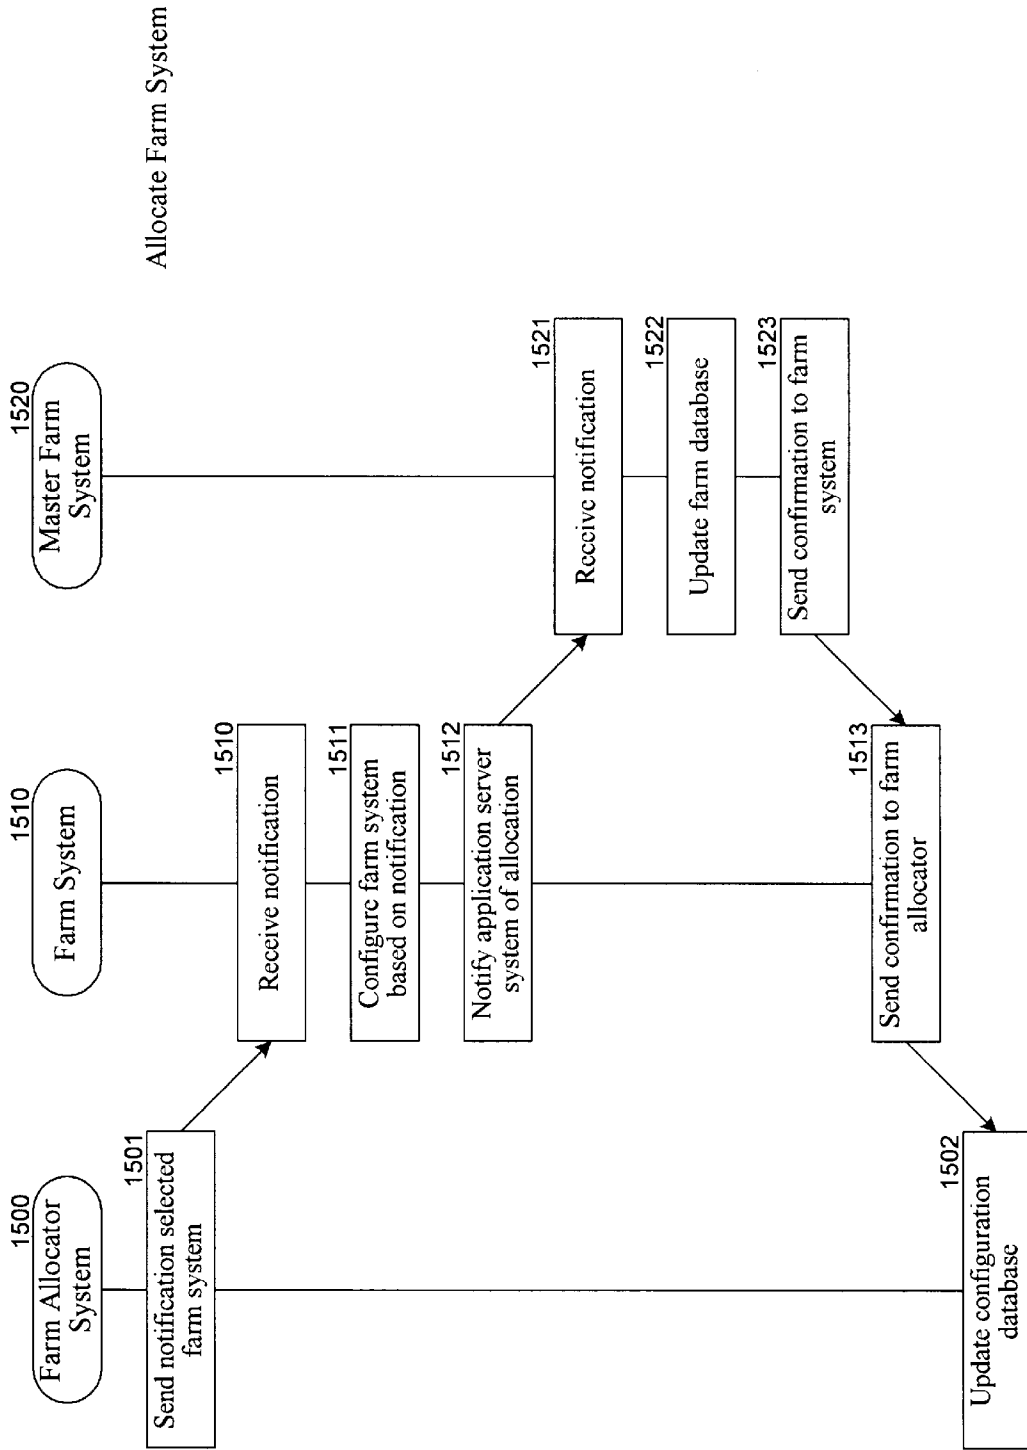 Allocate Farm System
1500
Farm Allocator
System
1501
Send notification selected
farm system
1502
Update configuration
database
1510
Farm System
1510
Receive notification
1511
Configure farm system
based on notification
1512
Notify application server
system of allocation
1513
Send confirmation to farm
allocator
1520
Master Farm
System
1521
Receive notification
1522
Update farm database
1523
Send confirmation to farm
system